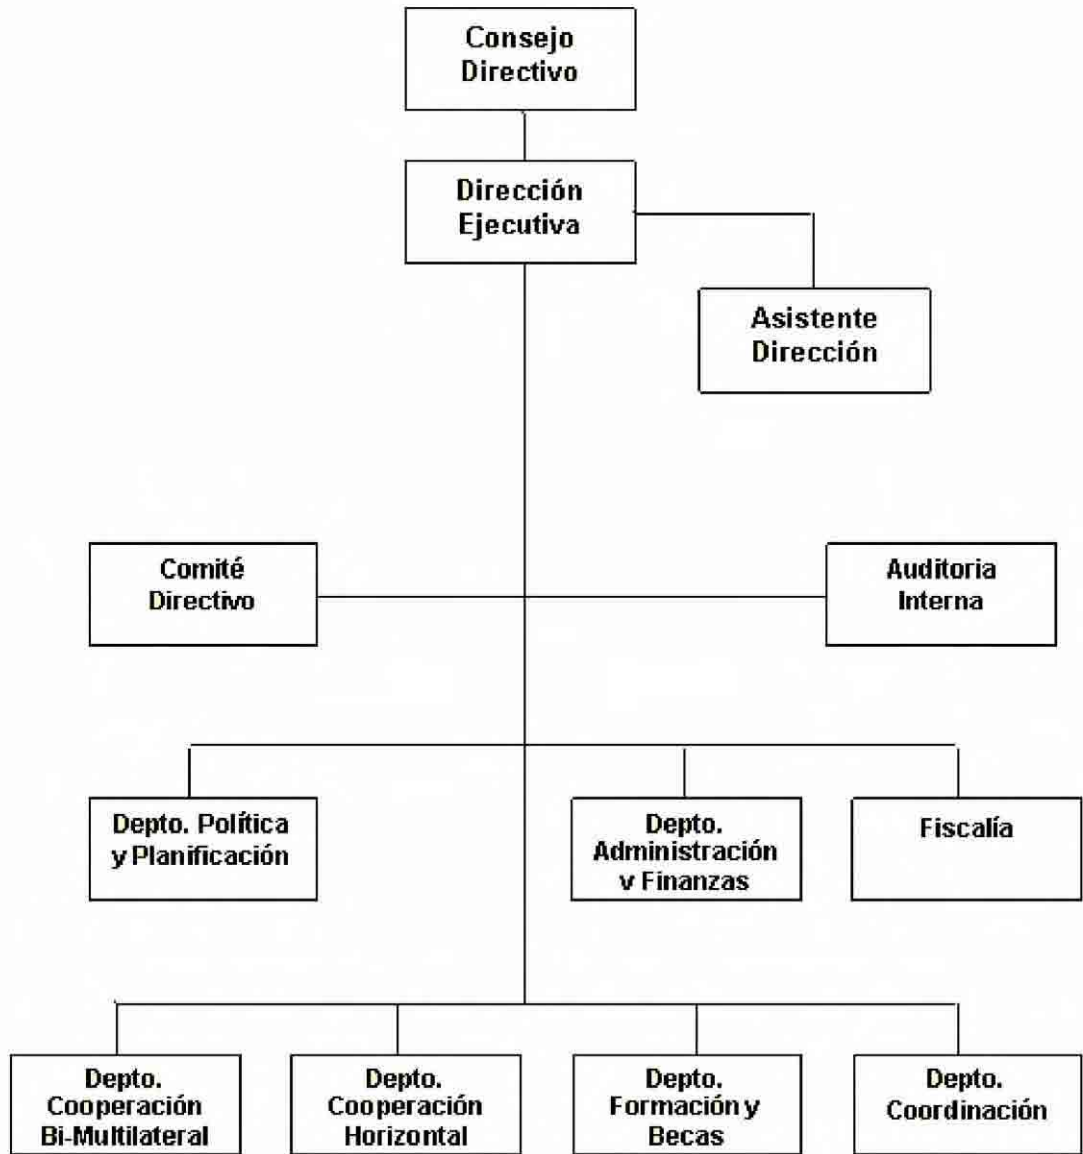 Consejo
Directivo
Dirección
Ejecutiva
Asistente
Dirección
Comité
Directivo
Auditoria
Interna
Depto. Política
y Planificación
Depto.
Administración
y Finanzas
Fiscalía
Depto.
Cooperación
Bi-Multilateral
Depto.
Cooperación
Horizontal
Depto.
Formación y
Becas
Depto.
Coordinación